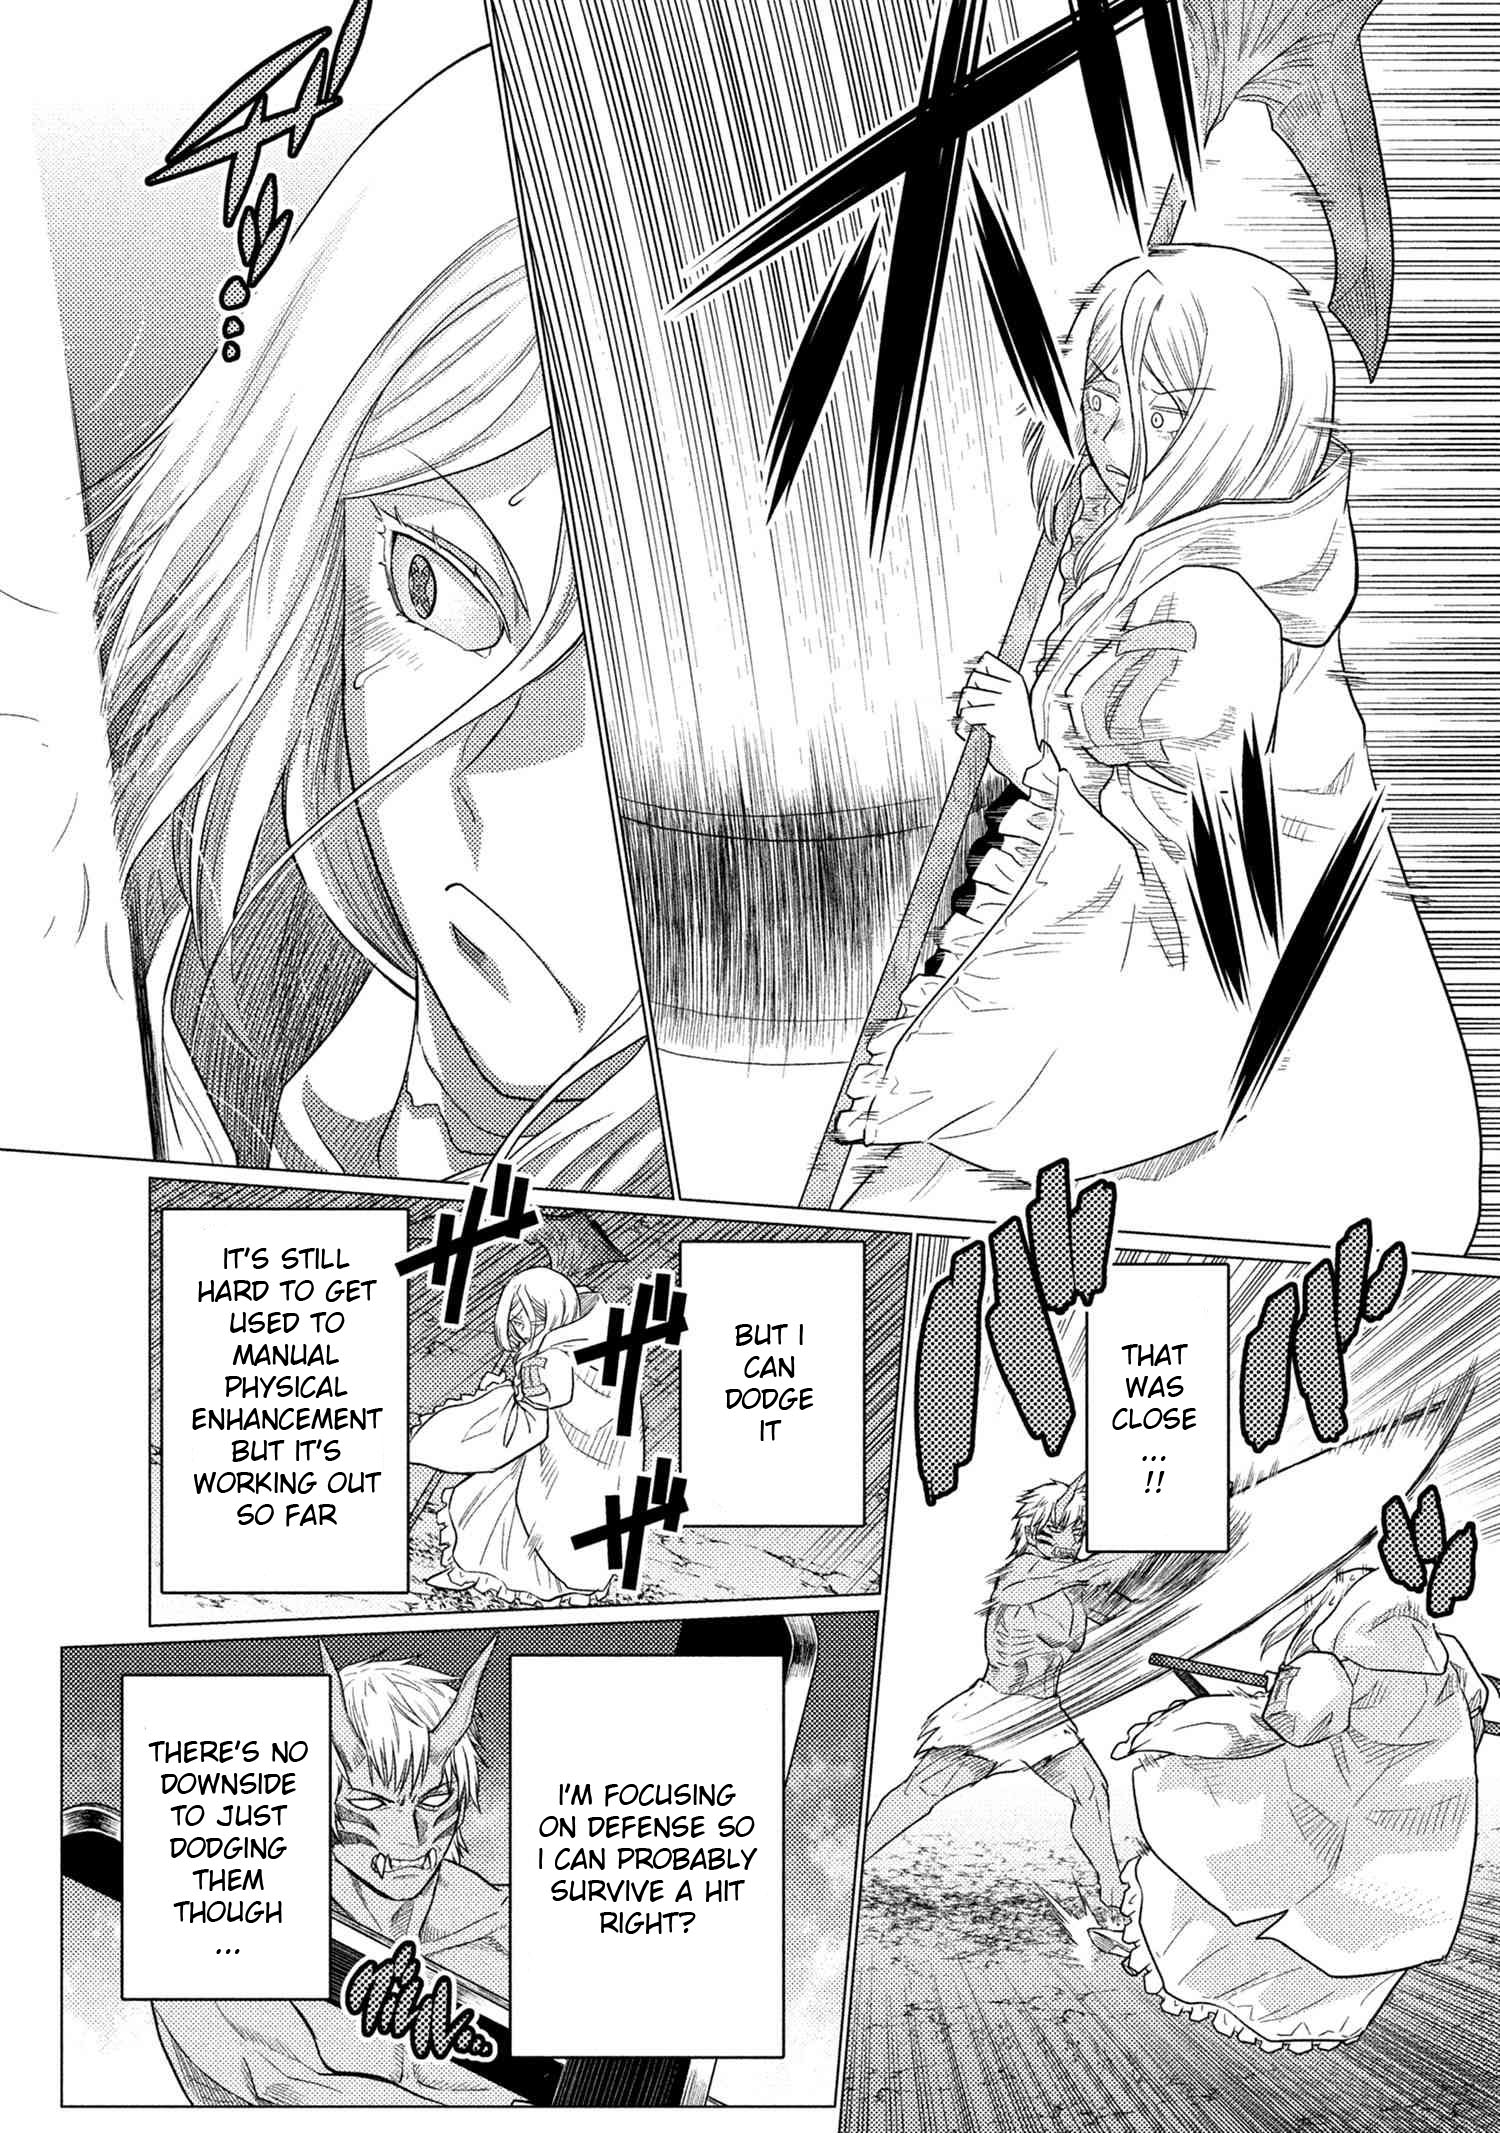 THAT
WAS
CLOSE
...
!!
BUT I
CAN
DODGE
IT
IT'S STILL
HARD TO GET
USED TO
MANUAL
PHYSICAL
ENHANCEMENT
BUT IT'S
WORKING OUT
SO FAR
I'M FOCUSING
ON DEFENSE SO
I CAN PROBABLY
SURVIVE A HIT
RIGHT?
THERE'S NO
DOWNSIDE
TO JUST
DODGING
THEM
THOUGH
...